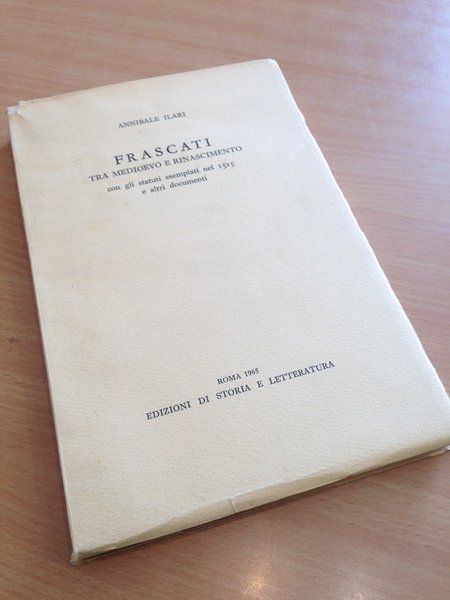 ANNIBALE ILARI
FRASCATI
TRA MEDIOEVO E RINASCIMENTO
con gli statuti esemplati nel 1515
e altri documenti
ROMA 1965
EDIZIONI DI STORIA E LETTERATURA